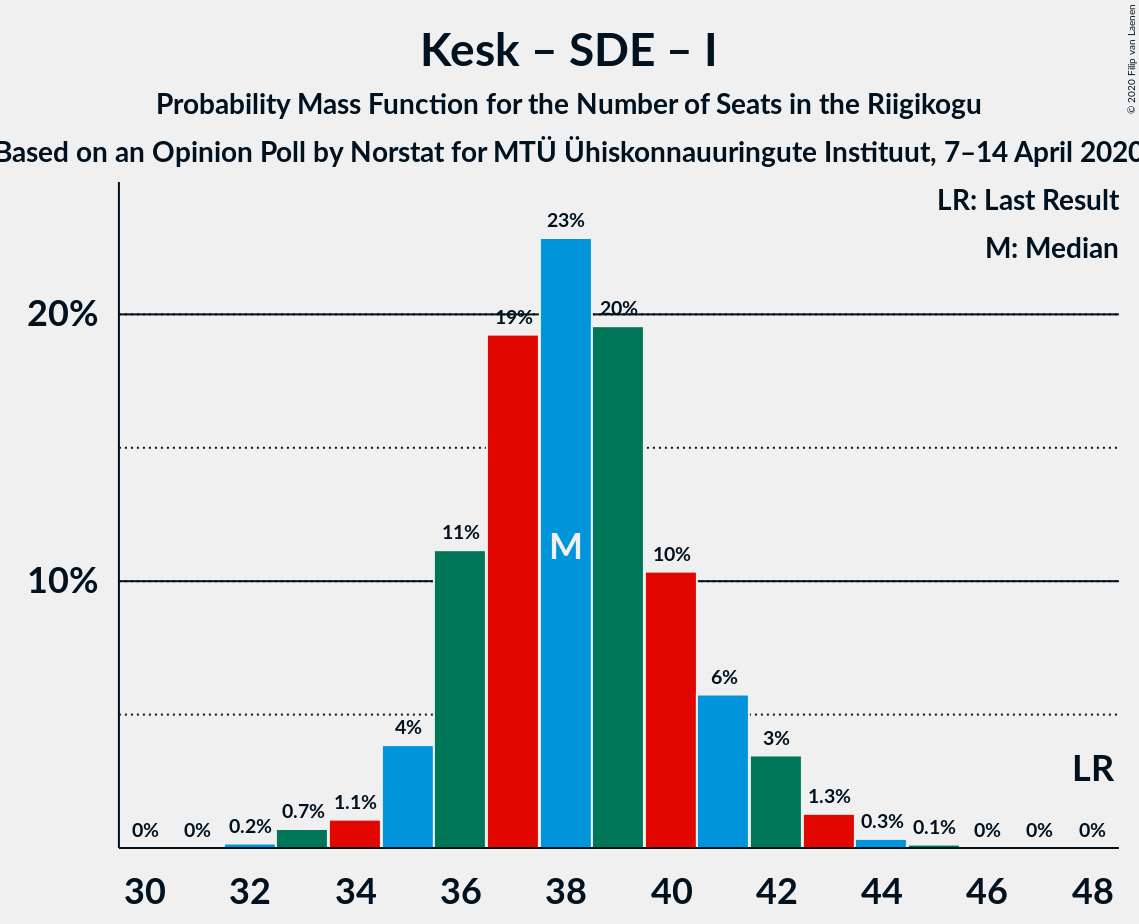 Kesk – SDE – I
Probability Mass Function for the Number of Seats in the Riigikogu
Based on an Opinion Poll by Norstat for MTÜ Ühiskonnauuringute Instituut, 7–14 April 2020
© 2020 Filip van Laenen
LR: Last Result
M: Median
23%
20%
19%
20%
M
11%
10%
10%
6%
4%
3%
LR
1.3%
1.1%
0.7%
0.3%
0.2%
0.1%
0% 0% 0% 0% 0%
30 32 34 36 38 40 42 44 46 48